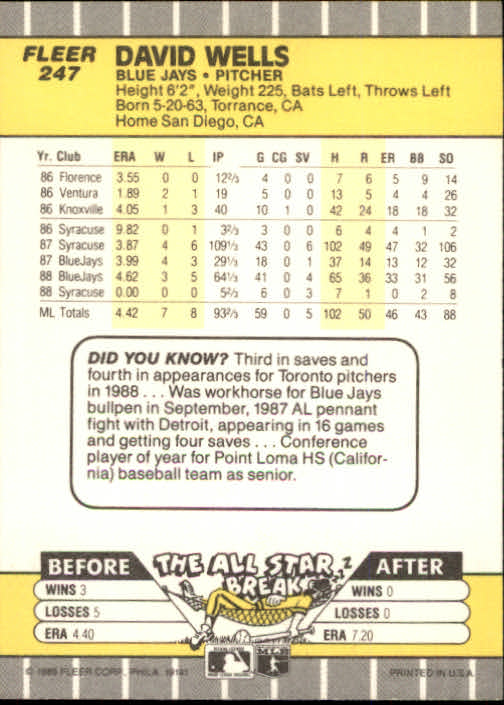 FLEER
247
DAVID WELLS
BLUE JAYS • PITCHER
Height 6'2", Weight 225, Bats Left, Throws Left
Born 5-20-63, Torrance, CA
Home San Diego, CA
Yr. Club ERA W L IP G CG SV H R ER BB SO
86 Florence 3.55 0 0 12⅔ 4 0 0 7 6 5 9 14
86 Ventura 1.89 2 1 19 5 0 0 13 5 4 4 26
86 Knoxville 4.05 1 3 40 10 1 0 42 24 18 18 32
86 Syracuse 9.82 0 1 3⅔ 3 0 0 6 4 4 1 2
87 Syracuse 3.87 4 6 109⅓ 43 0 6 102 49 47 32 106
87 BlueJays 3.99 4 3 29⅓ 18 0 1 37 14 13 12 32
88 BlueJays 4.62 3 5 64⅓ 41 0 4 65 36 33 31 56
88 Syracuse 0.00 0 0 5⅔ 6 0 3 7 1 0 2 8
ML Totals 4.42 7 8 93⅔ 59 0 5 102 50 46 43 88
DID YOU KNOW? Third in saves and
fourth in appearances for Toronto pitchers
in 1988 . . . Was workhorse for Blue Jays
bullpen in September, 1987 AL pennant
fight with Detroit, appearing in 16 games
and getting four saves . . . Conference
player of year for Point Loma HS (Califor-
nia) baseball team as senior.
BEFORE THE ALL STAR BREAK AFTER
WINS 3 WINS 0
LOSSES 5 LOSSES 0
ERA 4.40 ERA 7.20
© 1989 FLEER CORP. PHILA. 19141 PRINTED IN U.S.A.